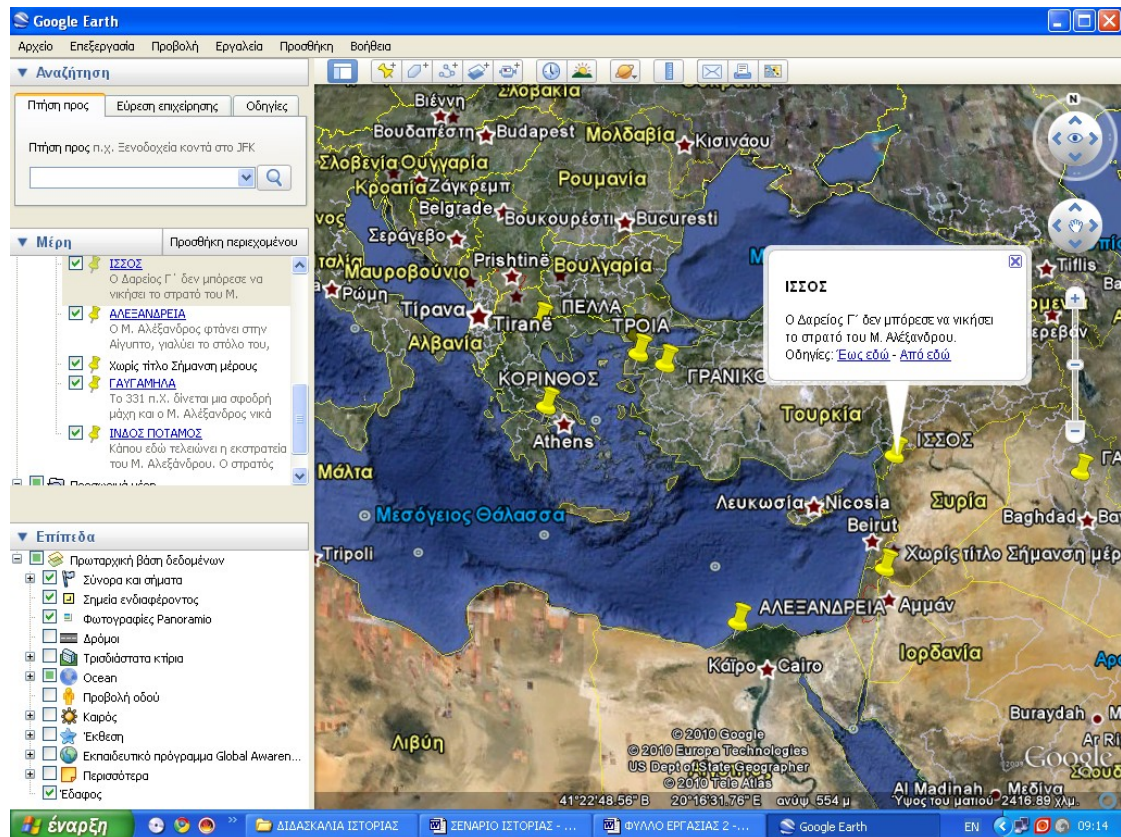 Google Earth
Αρχείο Επεξεργασία Προβολή Εργαλεία Προσθήκη Βοήθεια
Αναζήτηση
Πτήση προς Εύρεση επιχείρησης Οδηγίες
Πτήση προς π.χ. Ξενοδοχεία κοντά στο JFK
Μέρη Προσθήκη περιεχομένου
ΙΣΣΟΣ
Ο Δαρείος Γ΄ δεν μπόρεσε να
νικήσει το στρατό του Μ.
ΑΛΕΞΑΝΔΡΕΙΑ
Ο Μ. Αλέξανδρος φτάνει στην
Αίγυπτο, γιαλύει το στόλο του,
Χωρίς τίτλο Σήμανση μέρους
ΓΑΥΓΑΜΗΛΑ
Το 331 π.Χ. δίνεται μια σφοδρή
μάχη και ο Μ. Αλέξανδρος νικά
ΙΝΔΟΣ ΠΟΤΑΜΟΣ
Κάπου εδώ τελειώνει η εκστρατεία
του Μ. Αλεξάνδρου. Ο στρατός
Επίπεδα
Πρωταρχική βάση δεδομένων
Σύνορα και σήματα
Σημεία ενδιαφέροντος
Φωτογραφίες Panoramio
Δρόμοι
Τρισδιάστατα κτίρια
Ocean
Προβολή οδού
Καιρός
Έκθεση
Εκπαιδευτικό πρόγραμμα Global Awaren...
Περισσότερα
Έδαφος
Σλοβακία
Βιέννη
Βουδαπέστη Budapest Μολδαβία Κισινάου
Σλοβενία Ουγγαρία
Κροατία Ζάγκρεμπ Ρουμανία
Belgrade Βουκουρέστι Bucuresti
Σεράγεβο
Μαυροβούνιο Prishtinë Βουλγαρία
Ρώμη Τίρανα Tiranë ΠΕΛΛΑ
ΤΡΟΙΑ
Αλβανία
ΚΟΡΙΝΘΟΣ ΓΡΑΝΙΚΟ
Athens
Τουρκία
Tiflis
ΙΣΣΟΣ
Ο Δαρείος Γ΄ δεν μπόρεσε να νικήσει
το στρατό του Μ. Αλέξανδρου.
Οδηγίες: Έως εδώ - Από εδώ
ΙΣΣΟΣ
ΓΑ
Μάλτα
Μεσόγειος Θάλασσα
Λευκωσία Nicosia Συρία
Beirut Baghdad
Tripoli
Χωρίς τίτλο Σήμανση μέρ
ΑΛΕΞΑΝΔΡΕΙΑ Αμμάν
Κάϊρο Cairo Ιορδανία
Λιβύη
Buraydah
Al Madinah Μεδίνα
© 2010 Google
© 2010 Europa Technologies
US Dept of State Geographer
© 2010 Tele Atlas
Google
41°22'48.56" Β 20°16'31.76" Ε ανύψ 554 μ Ύψος του ματιού 2416.89 χλμ.
έναρξη ΔΙΔΑΣΚΑΛΙΑ ΙΣΤΟΡΙΑΣ ΣΕΝΑΡΙΟ ΙΣΤΟΡΙΑΣ - ... ΦΥΛΛΟ ΕΡΓΑΣΙΑΣ 2 -... Google Earth EN 09:14